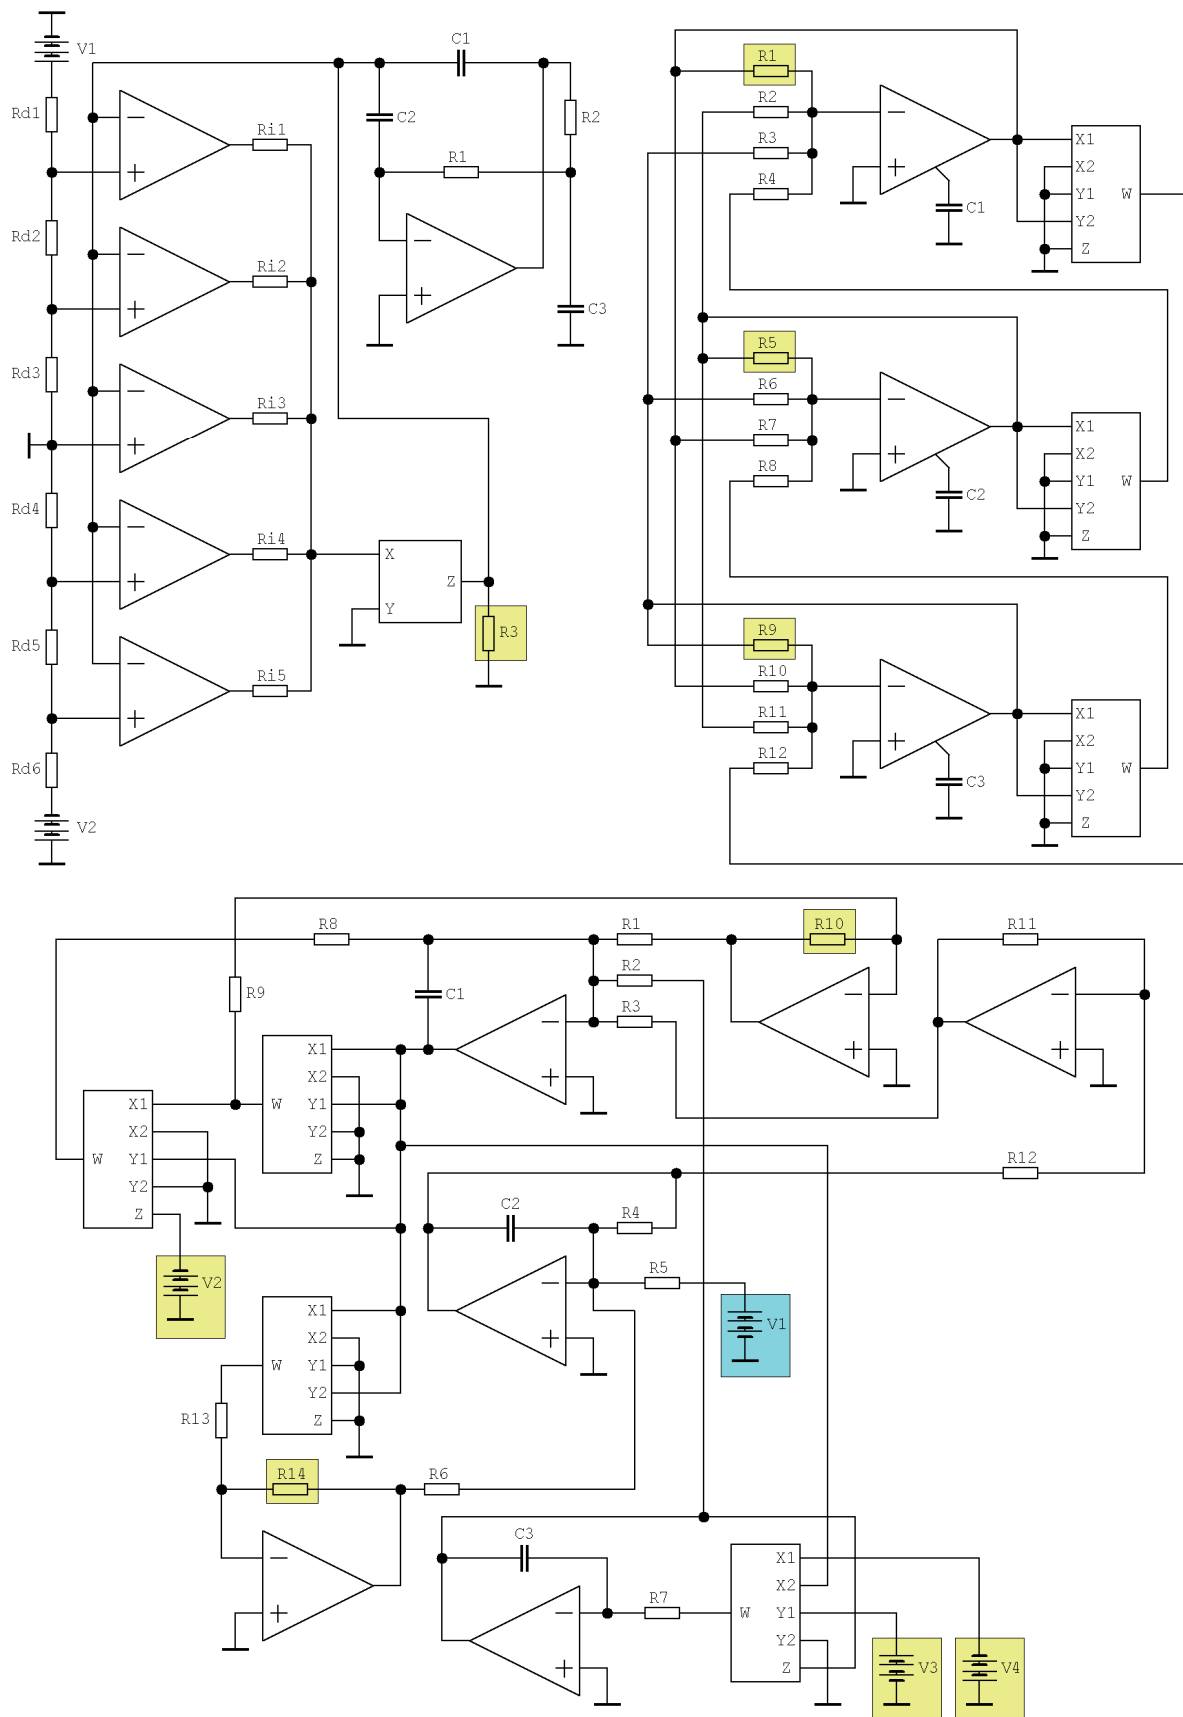 V1
Rd1
Rd2
Rd3
Rd4
Rd5
Rd6
V2
− + Ri1
− + Ri2
− + Ri3
− + Ri4
− + Ri5
C1
C2
R2
R1
− +
C3
X
Y
Z
R3
R1
R2
R3
R4
− +
C1
X1
X2
Y1
Y2
Z
W
R5
R6
R7
R8
− +
C2
X1
X2
Y1
Y2
Z
W
R9
R10
R11
R12
− +
C3
X1
X2
Y1
Y2
Z
W
R8
R1
R10
R11
R2
R3
R9
C1
− +
− +
− +
X1
X2
Y1
Y2
Z
W
X1
X2
Y1
Y2
Z
W
V2
R12
C2
R4
R5
− +
V1
X1
X2
Y1
Y2
Z
W
R13
R14
R6
− +
C3
R7
− +
X1
X2
Y1
Y2
Z
W
V3
V4